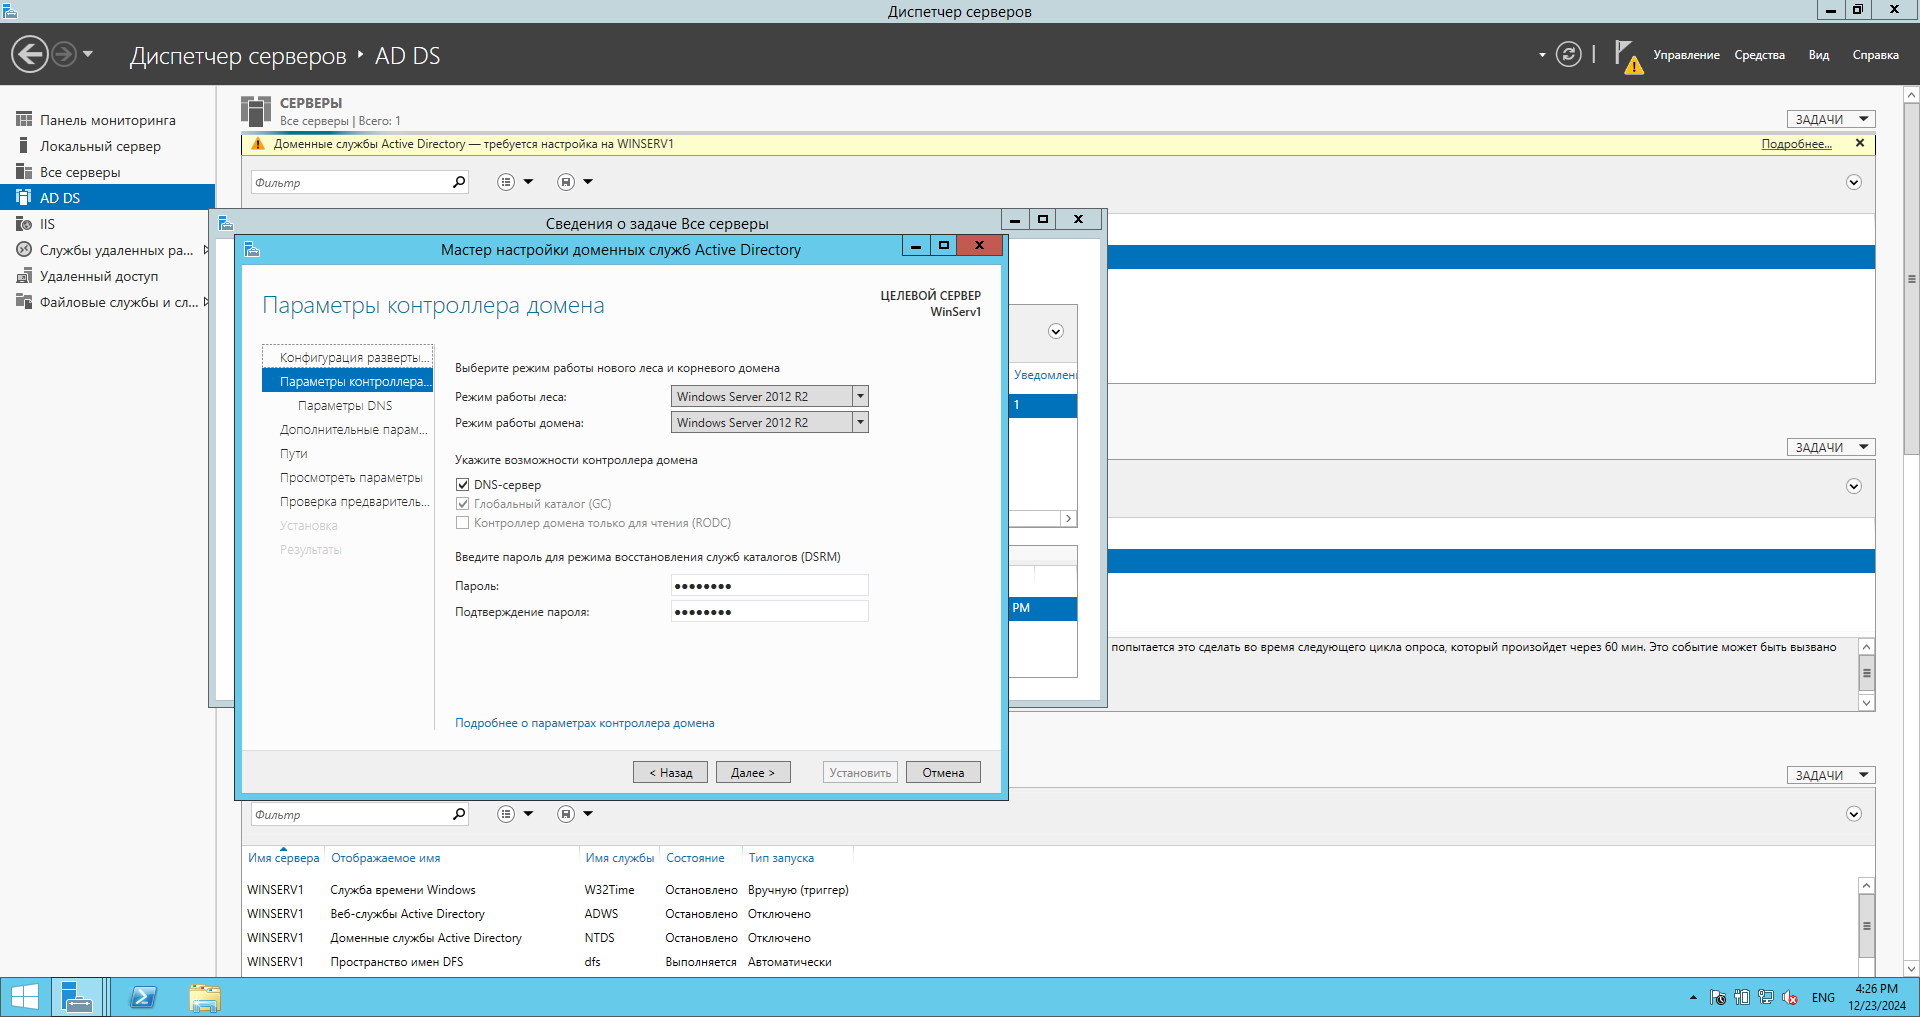 Диспетчер серверов
Диспетчер серверов ‣ AD DS
Управление Средства Вид Справка
Панель мониторинга
Локальный сервер
Все серверы
AD DS
IIS
Службы удаленных ра...
Удаленный доступ
Файловые службы и сл...
СЕРВЕРЫ
Все серверы | Всего: 1
ЗАДАЧИ
Доменные службы Active Directory — требуется настройка на WINSERV1
Подробнее...
Фильтр
Сведения о задаче Все серверы
Мастер настройки доменных служб Active Directory
Параметры контроллера домена
ЦЕЛЕВОЙ СЕРВЕР
WinServ1
Конфигурация разверты...
Параметры контроллера...
Параметры DNS
Дополнительные парам...
Пути
Просмотреть параметры
Проверка предваритель...
Установка
Результаты
Выберите режим работы нового леса и корневого домена
Режим работы леса: Windows Server 2012 R2
Режим работы домена: Windows Server 2012 R2
Укажите возможности контроллера домена
DNS-сервер
Глобальный каталог (GC)
Контроллер домена только для чтения (RODC)
Введите пароль для режима восстановления служб каталогов (DSRM)
Пароль: ●●●●●●●●
Подтверждение пароля: ●●●●●●●●
Подробнее о параметрах контроллера домена
< Назад Далее > Установить Отмена
Уведомлен
1
PM
ЗАДАЧИ
попытается это сделать во время следующего цикла опроса, который произойдет через 60 мин. Это событие может быть вызвано
ЗАДАЧИ
Фильтр
Имя сервера Отображаемое имя Имя службы Состояние Тип запуска
WINSERV1 Служба времени Windows W32Time Остановлено Вручную (триггер)
WINSERV1 Веб-службы Active Directory ADWS Остановлено Отключено
WINSERV1 Доменные службы Active Directory NTDS Остановлено Отключено
WINSERV1 Пространство имен DFS dfs Выполняется Автоматически
ENG
4:26 PM
12/23/2024